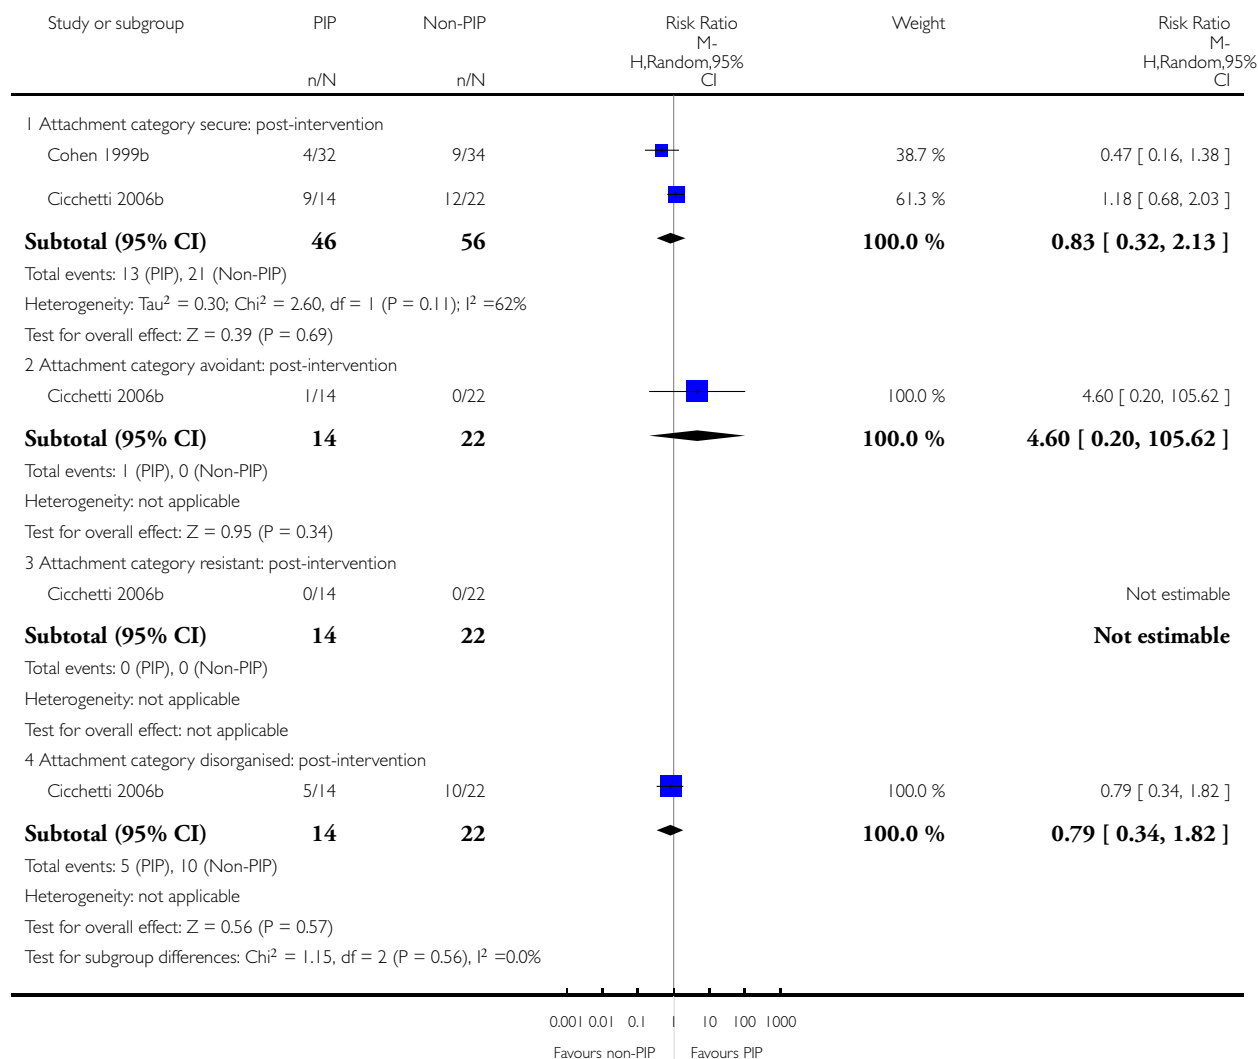 Study or subgroup PIP Non-PIP Risk Ratio Weight Risk Ratio
M- M-
H,Random,95% H,Random,95%
n/N n/N CI CI
1 Attachment category secure: post-intervention
Cohen 1999b 4/32 9/34 38.7 % 0.47 [ 0.16, 1.38 ]
Cicchetti 2006b 9/14 12/22 61.3 % 1.18 [ 0.68, 2.03 ]
Subtotal (95% CI) 46 56 100.0 % 0.83 [ 0.32, 2.13 ]
Total events: 13 (PIP), 21 (Non-PIP)
Heterogeneity: Tau² = 0.30; Chi² = 2.60, df = 1 (P = 0.11); I² =62%
Test for overall effect: Z = 0.39 (P = 0.69)
2 Attachment category avoidant: post-intervention
Cicchetti 2006b 1/14 0/22 100.0 % 4.60 [ 0.20, 105.62 ]
Subtotal (95% CI) 14 22 100.0 % 4.60 [ 0.20, 105.62 ]
Total events: 1 (PIP), 0 (Non-PIP)
Heterogeneity: not applicable
Test for overall effect: Z = 0.95 (P = 0.34)
3 Attachment category resistant: post-intervention
Cicchetti 2006b 0/14 0/22 Not estimable
Subtotal (95% CI) 14 22 Not estimable
Total events: 0 (PIP), 0 (Non-PIP)
Heterogeneity: not applicable
Test for overall effect: not applicable
4 Attachment category disorganised: post-intervention
Cicchetti 2006b 5/14 10/22 100.0 % 0.79 [ 0.34, 1.82 ]
Subtotal (95% CI) 14 22 100.0 % 0.79 [ 0.34, 1.82 ]
Total events: 5 (PIP), 10 (Non-PIP)
Heterogeneity: not applicable
Test for overall effect: Z = 0.56 (P = 0.57)
Test for subgroup differences: Chi² = 1.15, df = 2 (P = 0.56), I² =0.0%
0.001 0.01 0.1 1 10 100 1000
Favours non-PIP Favours PIP